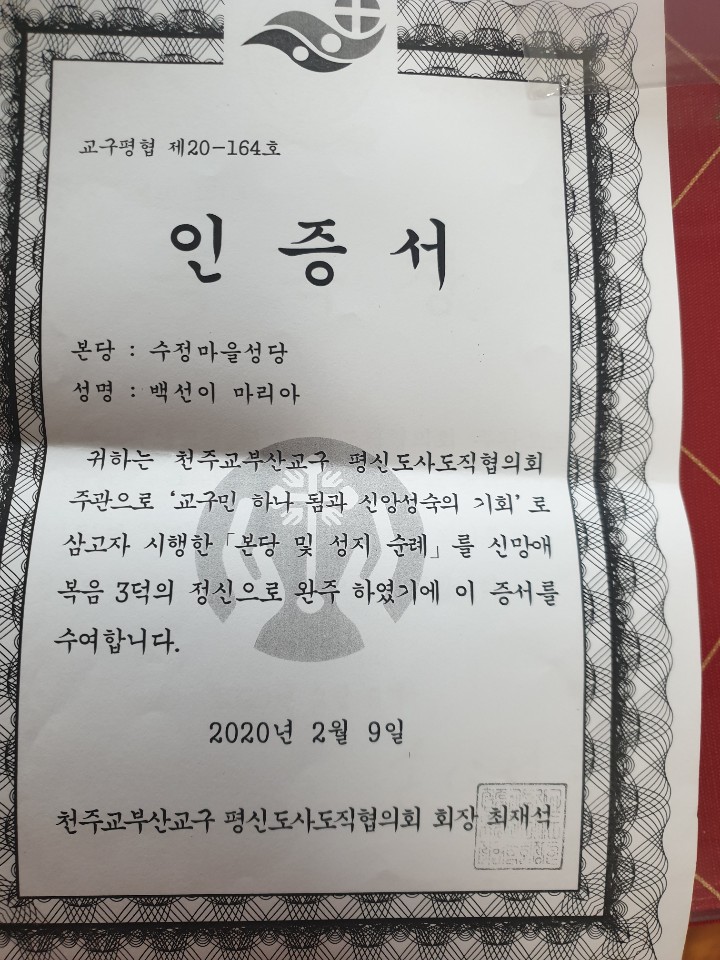 교구평협 제20-164호
인 증 서
본당 : 수정마을성당
성명 : 백선이 마리아
귀하는 천주교부산교구 평신도사도직협의회
주관으로 '교구민 하나 됨과 신앙성숙의 기회' 로
삼고자 시행한 「본당 및 성지 순례」를 신망애
복음 3덕의 정신으로 완주 하였기에 이 증서를
수여합니다.
2020년 2월 9일
천주교부산교구 평신도사도직협의회 회장 최재석